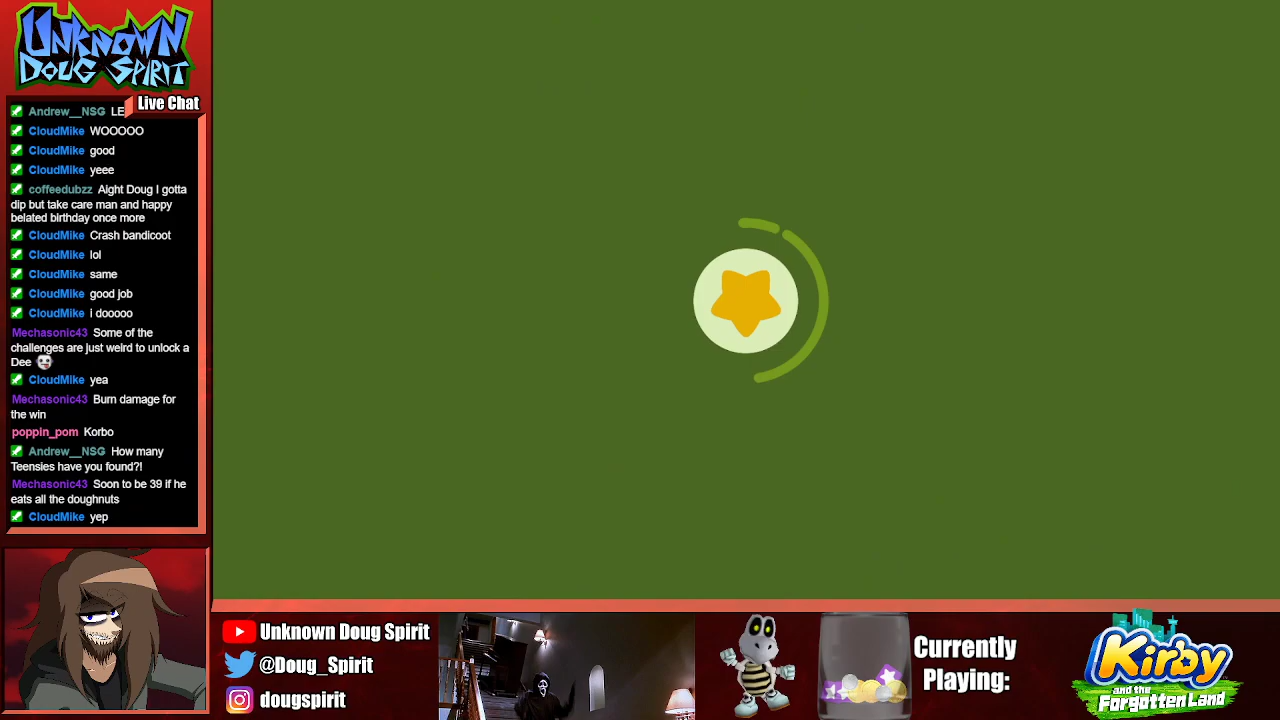 UNKNOWN
DOUG SPIRIT
Live Chat
Andrew__NSG LE
CloudMike WOOOOO
CloudMike good
CloudMike yeee
coffeedubzz Aight Doug I gotta
dip but take care man and happy
belated birthday once more
CloudMike Crash bandicoot
CloudMike lol
CloudMike same
CloudMike good job
CloudMike i dooooo
Mechasonic43 Some of the
challenges are just weird to unlock a
Dee
CloudMike yea
Mechasonic43 Burn damage for
the win
poppin_pom Korbo
Andrew__NSG How many
Teensies have you found?!
Mechasonic43 Soon to be 39 if he
eats all the doughnuts
CloudMike yep
Unknown Doug Spirit
@Doug_Spirit
dougspirit
Currently
Playing:
Kirby
and the
Forgotten Land